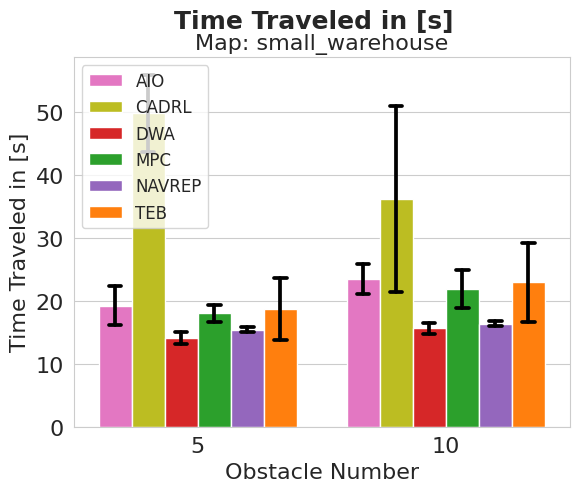 Time Traveled in [s]
Map: small_warehouse
Time Traveled in [s]
50
40
30
20
10
0
AIO
CADRL
DWA
MPC
NAVREP
TEB
5
10
Obstacle Number